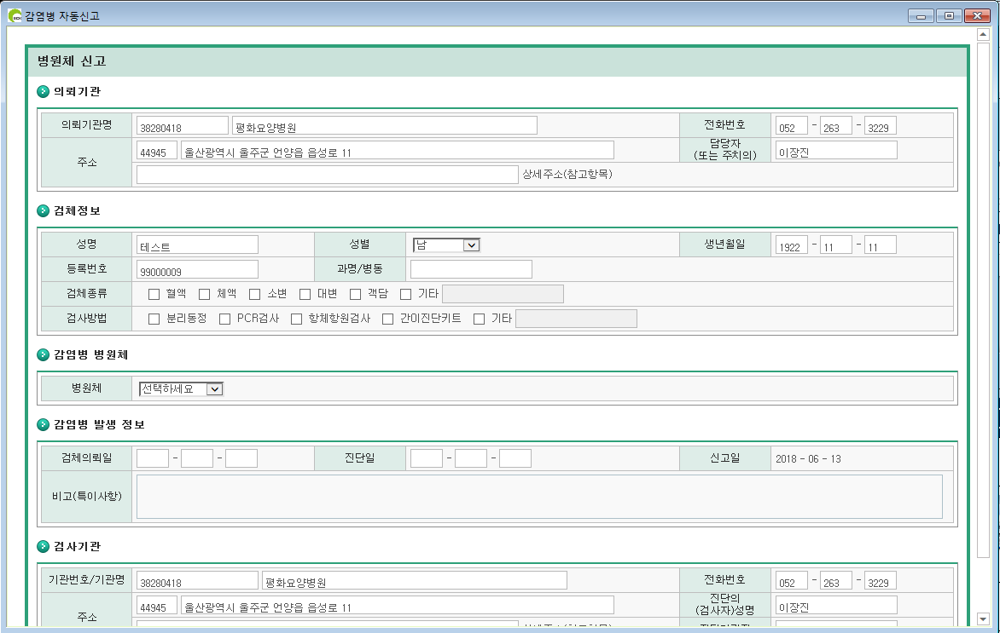 감염병 자동신고
병원체 신고
의뢰기관
의뢰기관명 38280418 평화요양병원 전화번호 052 - 263 - 3229
주소 44945 울산광역시 울주군 언양읍 읍성로 11 담당자 (또는 주치의) 이장진
상세주소(참고항목)
검체정보
성명 테스트 성별 남 생년월일 1922 - 11 - 11
등록번호 99000009 과명/병동
검체종류 혈액 체액 소변 대변 객담 기타
검사방법 분리동정 PCR검사 항체항원검사 간이진단키트 기타
감염병 병원체
병원체 선택하세요
감염병 발생 정보
검체의뢰일 - - 진단일 - - 신고일 2018 - 06 - 13
비고(특이사항)
검사기관
기관번호/기관명 38280418 평화요양병원 전화번호 052 - 263 - 3229
주소 44945 울산광역시 울주군 언양읍 읍성로 11 진단의 (검사자)성명 이장진